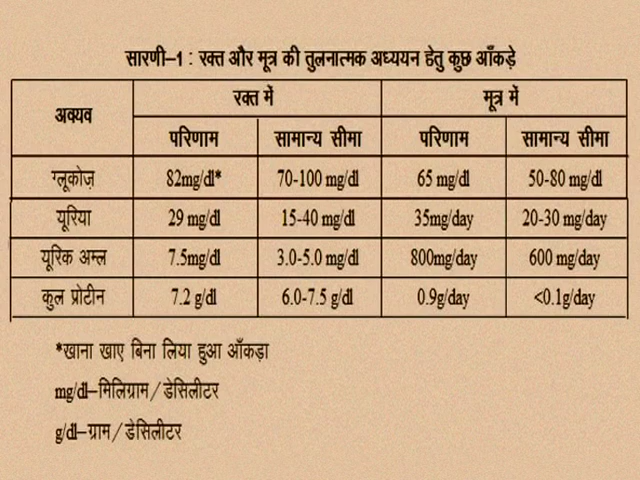 सारणी–1 : रक्त और मूत्र की तुलनात्मक अध्ययन हेतु कुछ आँकड़े
अवयव रक्त में मूत्र में
परिणाम सामान्य सीमा परिणाम सामान्य सीमा
ग्लूकोज़ 82mg/dl* 70-100 mg/dl 65 mg/dl 50-80 mg/dl
यूरिया 29 mg/dl 15-40 mg/dl 35mg/day 20-30 mg/day
यूरिक अम्ल 7.5mg/dl 3.0-5.0 mg/dl 800mg/day 600 mg/day
कुल प्रोटीन 7.2 g/dl 6.0-7.5 g/dl 0.9g/day <0.1g/day
*खाना खाए बिना लिया हुआ आँकड़ा
mg/dl–मिलिग्राम/डेसिलीटर
g/dl–ग्राम/डेसिलीटर